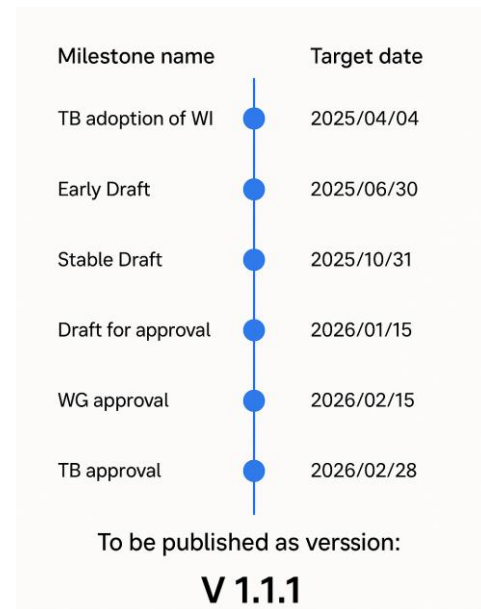 Milestone name Target date
TB adoption of WI 2025/04/04
Early Draft 2025/06/30
Stable Draft 2025/10/31
Draft for approval 2026/01/15
WG approval 2026/02/15
TB approval 2026/02/28
To be published as verssion:
V 1.1.1